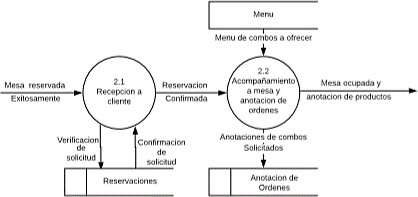 Menu
Menu de combos a ofrecer
2.1
Recepcion a
cliente
2.2
Acompañamiento
a mesa y
anotacion de
ordenes
Mesa reservada
Exitosamente
Reservacion
Confirmada
Mesa ocupada y
anotacion de productos
Verificacion
de
solicitud
Confirmacion
de
solicitud
Anotaciones de combos
Solicitados
Reservaciones
Anotacion de
Ordenes